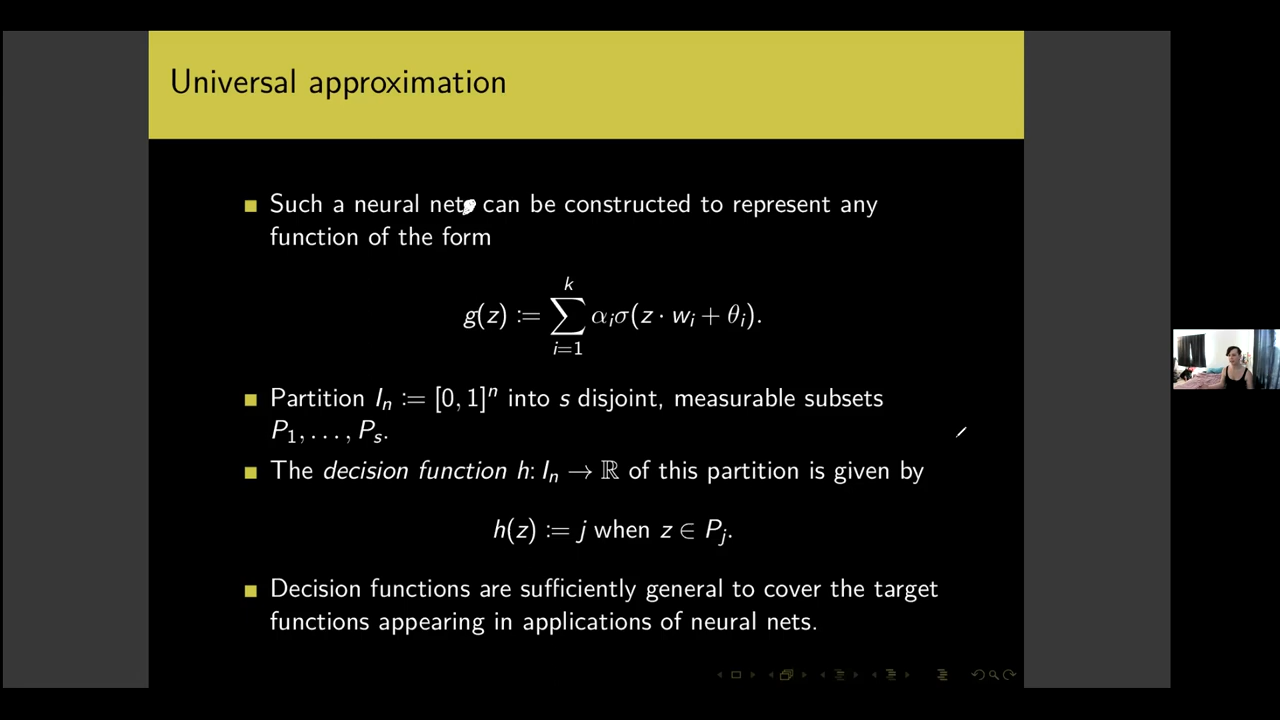 Universal approximation
■ Such a neural nets can be constructed to represent any
function of the form
g(z) := ∑_{i=1}^{k} α_i σ(z · w_i + θ_i).
■ Partition I_n := [0, 1]^n into s disjoint, measurable subsets
P_1, . . . , P_s.
■ The decision function h: I_n → ℝ of this partition is given by
h(z) := j when z ∈ P_j.
■ Decision functions are sufficiently general to cover the target
functions appearing in applications of neural nets.